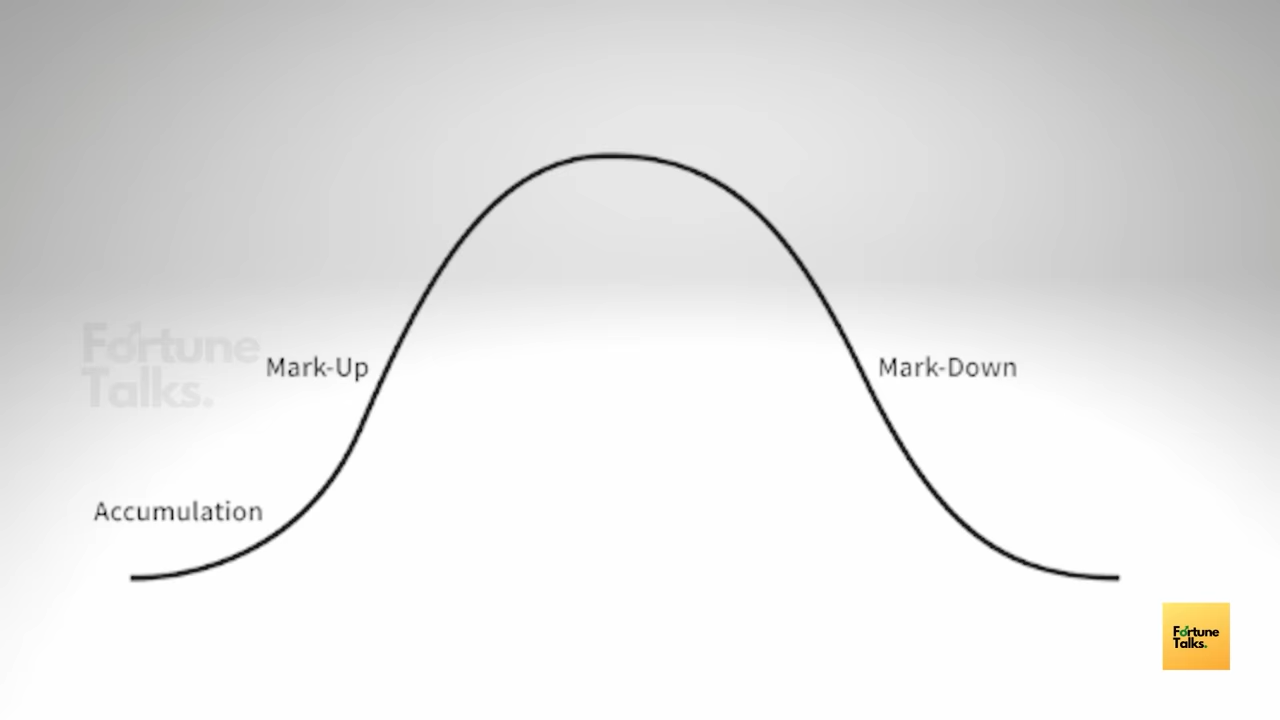 Fortune
Talks.
Mark-Up
Mark-Down
Accumulation
Fortune
Talks.